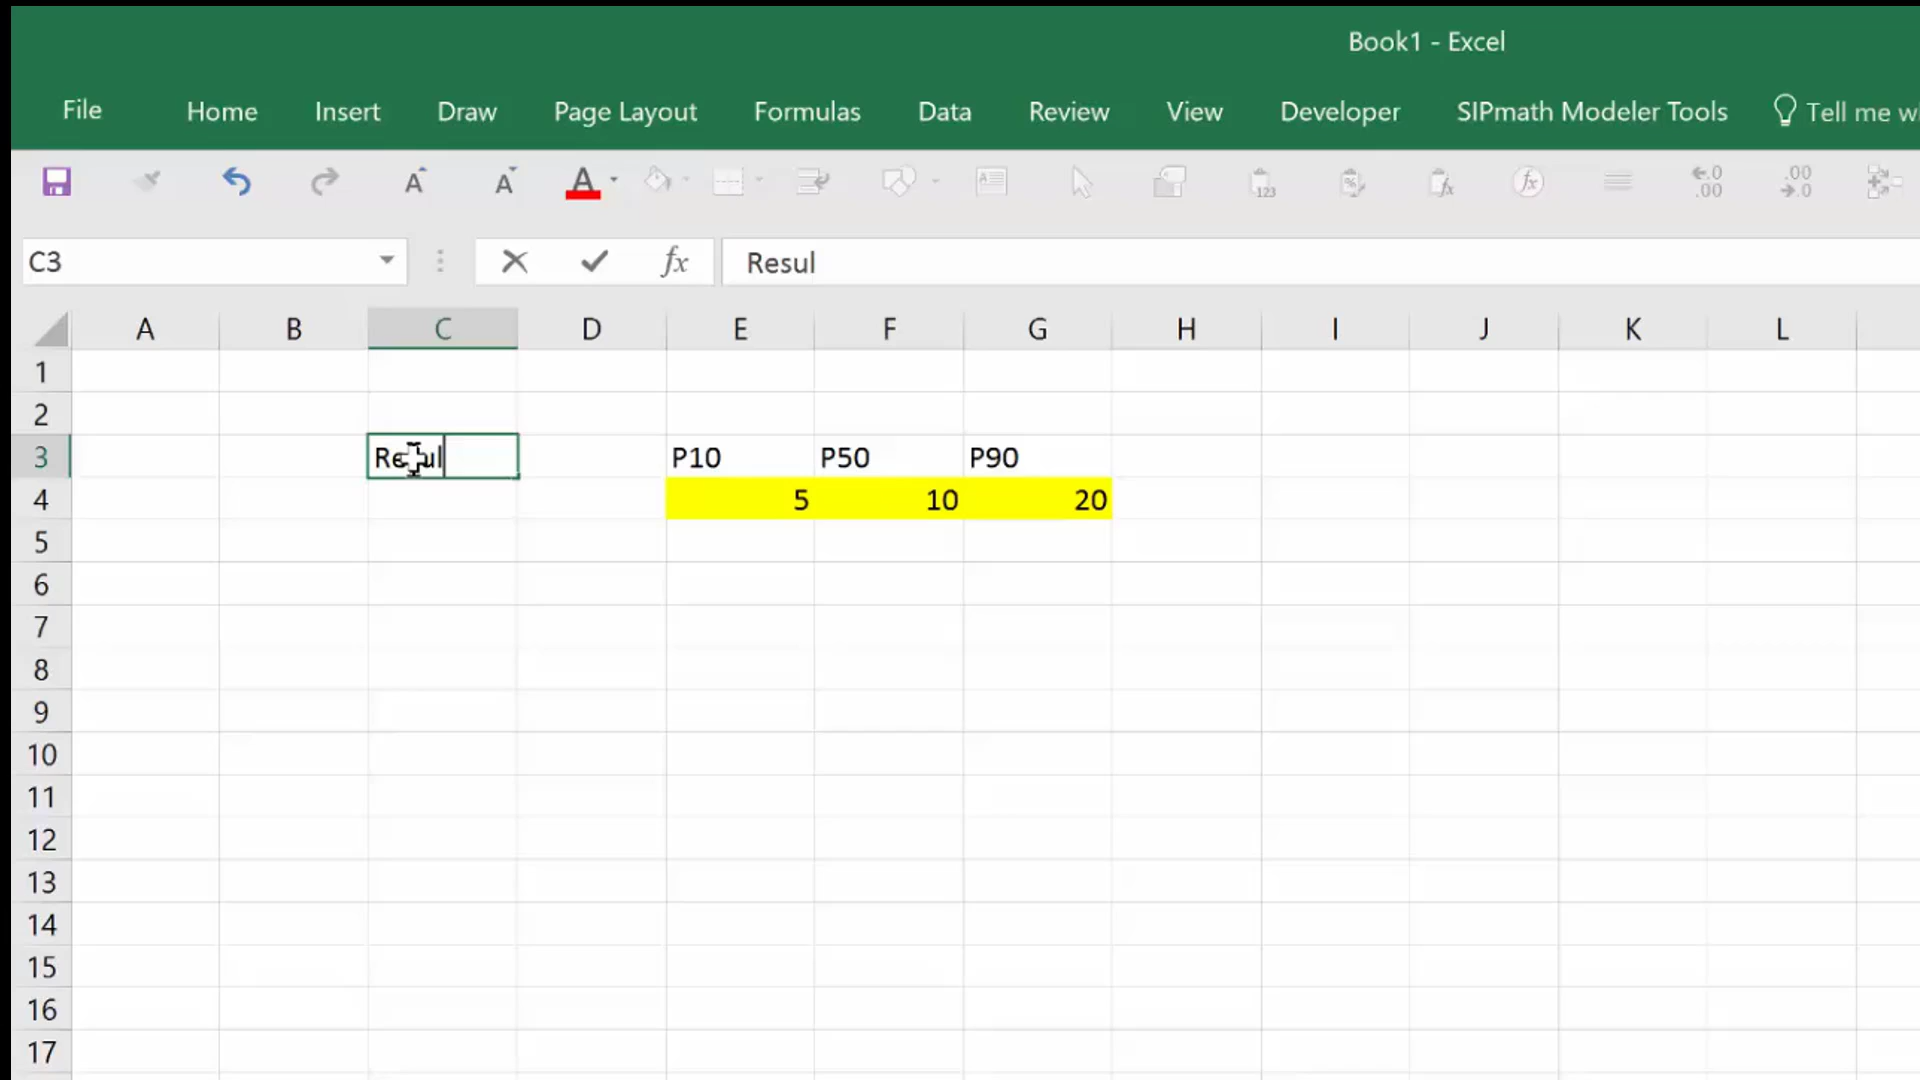 Book1 - Excel
File Home Insert Draw Page Layout Formulas Data Review View Developer SIPmath Modeler Tools Tell me w
C3 fx Resul
A B C D E F G H I J K L
1
2
3 Resul P10 P50 P90
4 5 10 20
5
6
7
8
9
10
11
12
13
14
15
16
17